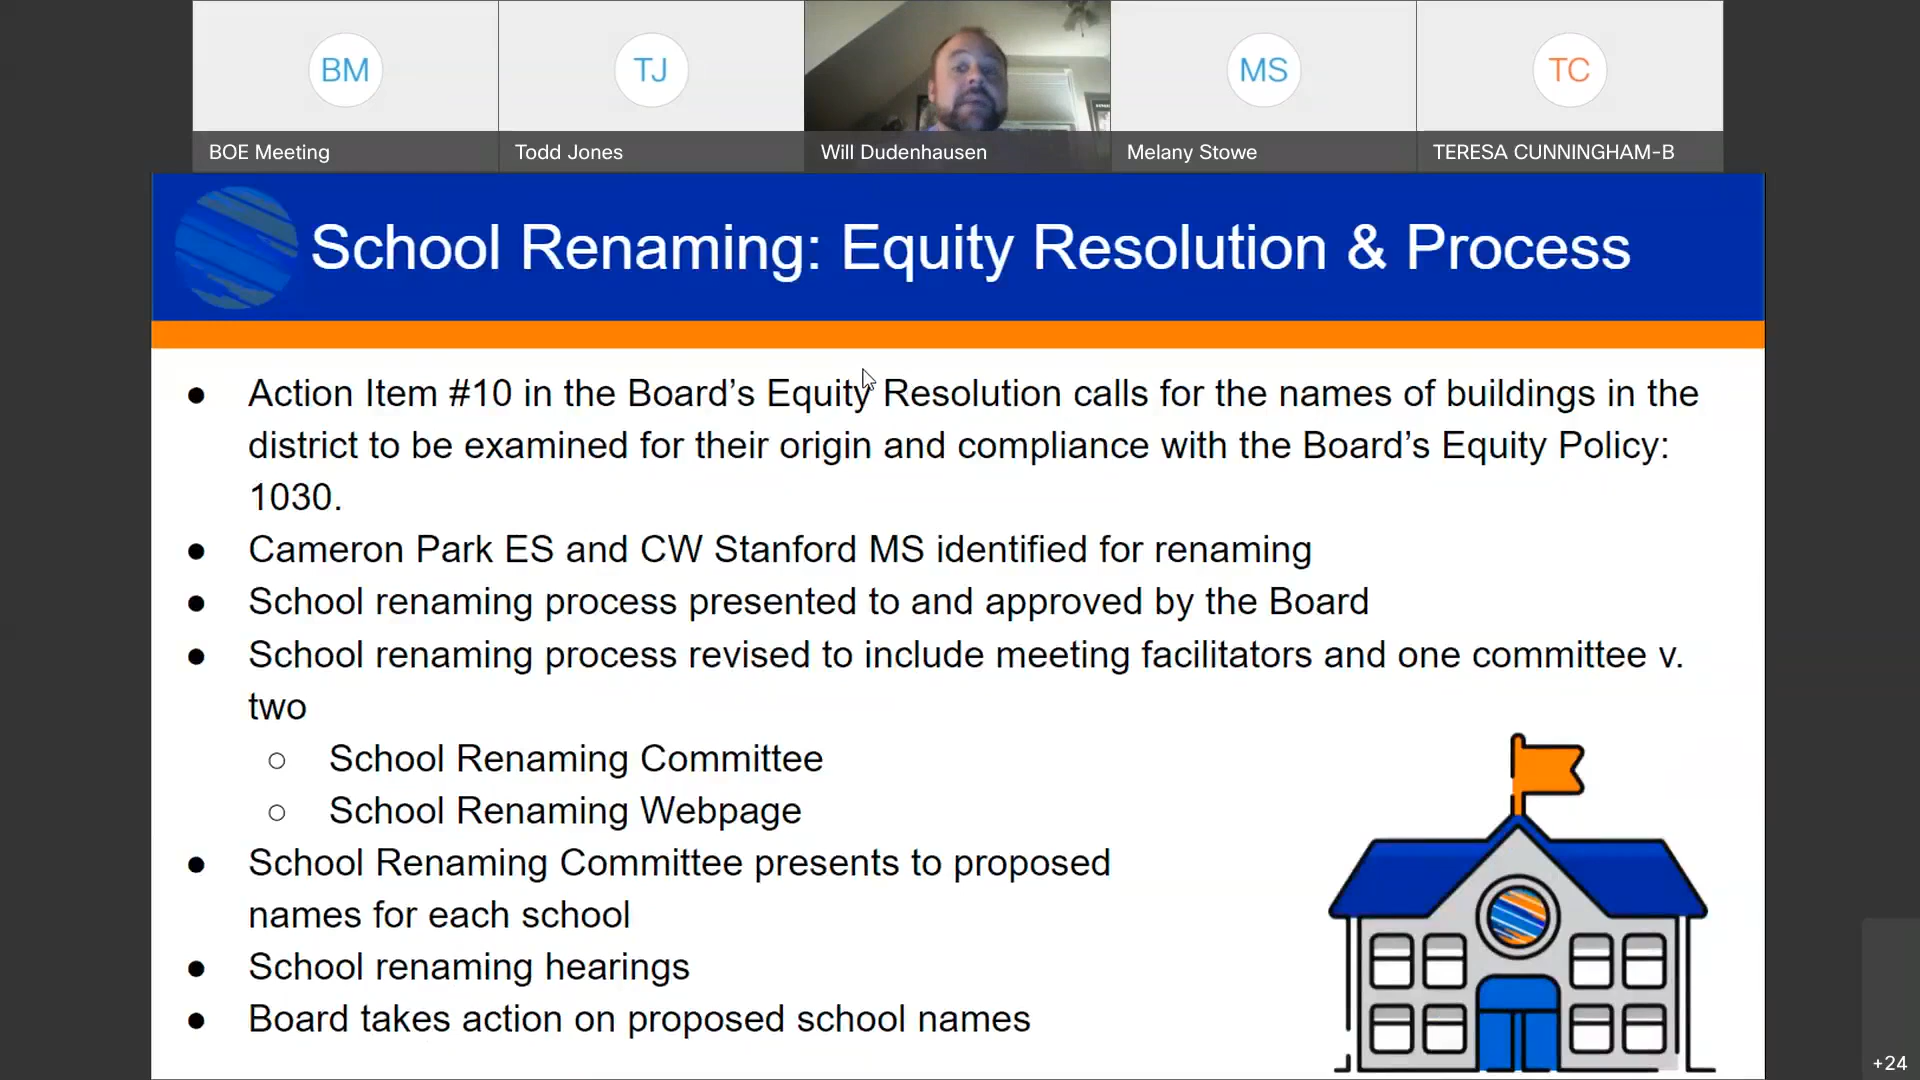 BM
TJ
MS
TC
BOE Meeting
Todd Jones
Will Dudenhausen
Melany Stowe
TERESA CUNNINGHAM-B
School Renaming: Equity Resolution & Process
● Action Item #10 in the Board’s Equity Resolution calls for the names of buildings in the
district to be examined for their origin and compliance with the Board’s Equity Policy:
1030.
● Cameron Park ES and CW Stanford MS identified for renaming
● School renaming process presented to and approved by the Board
● School renaming process revised to include meeting facilitators and one committee v.
two
○ School Renaming Committee
○ School Renaming Webpage
● School Renaming Committee presents to proposed
names for each school
● School renaming hearings
● Board takes action on proposed school names
+24